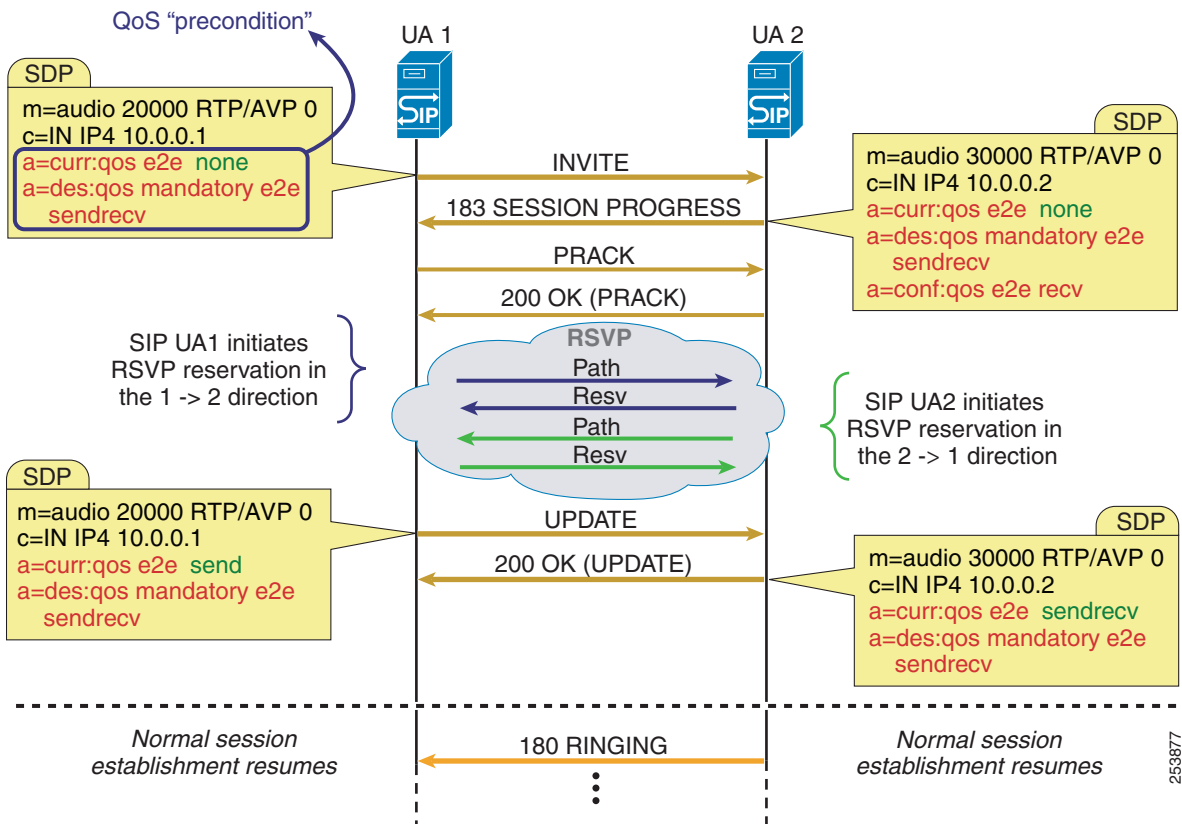 QoS “precondition”
UA 1
UA 2
SDP
m=audio 20000 RTP/AVP 0
c=IN IP4 10.0.0.1
a=curr:qos e2e none
a=des:qos mandatory e2e
sendrecv
SIP
SIP
SDP
m=audio 30000 RTP/AVP 0
c=IN IP4 10.0.0.2
a=curr:qos e2e none
a=des:qos mandatory e2e
sendrecv
a=conf:qos e2e recv
INVITE
183 SESSION PROGRESS
PRACK
200 OK (PRACK)
SIP UA1 initiates
RSVP reservation in
the 1 -> 2 direction
RSVP
Path
Resv
Path
Resv
SIP UA2 initiates
RSVP reservation in
the 2 -> 1 direction
SDP
m=audio 20000 RTP/AVP 0
c=IN IP4 10.0.0.1
a=curr:qos e2e send
a=des:qos mandatory e2e
sendrecv
UPDATE
200 OK (UPDATE)
SDP
m=audio 30000 RTP/AVP 0
c=IN IP4 10.0.0.2
a=curr:qos e2e sendrecv
a=des:qos mandatory e2e
sendrecv
Normal session
establishment resumes
180 RINGING
Normal session
establishment resumes
253877